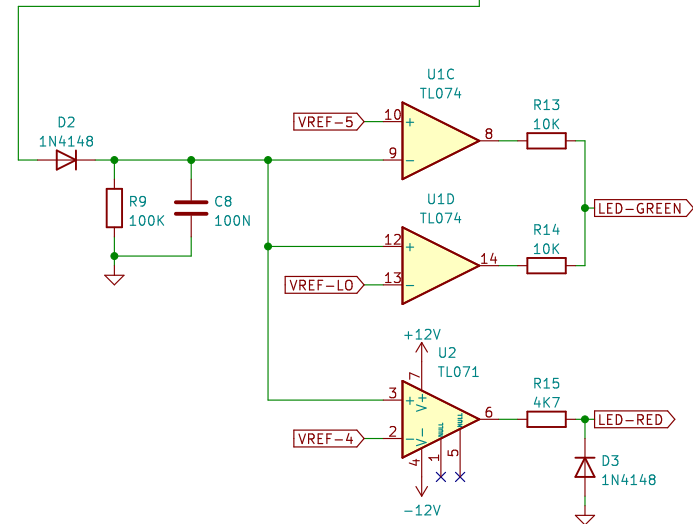 U1C
TL074
VREF-5
10
+
9
-
8
R13
10K
D2
1N4148
R9
100K
C8
100N
U1D
TL074
12
+
VREF-LO
13
-
14
R14
10K
LED-GREEN
+12V
U2
TL071
7
V+
3
+
VREF-4
2
-
V-
4
NULL
1
NULL
5
6
-12V
R15
4K7
LED-RED
D3
1N4148